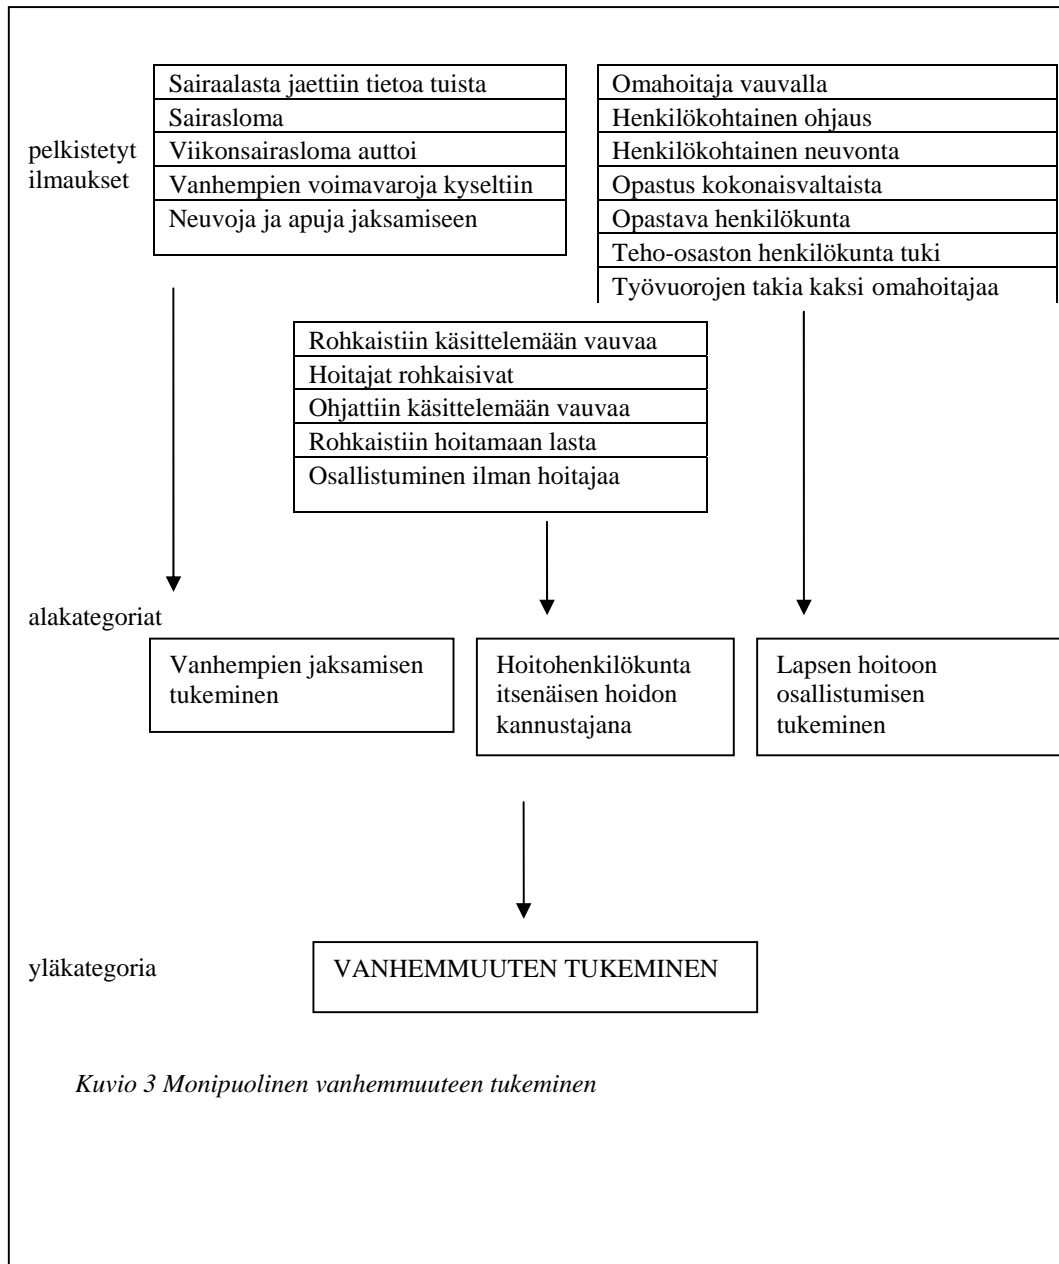 Sairaalasta jaettiin tietoa tuista
Sairasloma
Viikonsairasloma auttoi
Vanhempien voimavaroja kyseltiin
Neuvoja ja apuja jaksamiseen
Omahoitaja vauvalla
Henkilökohtainen ohjaus
Henkilökohtainen neuvonta
Opastus kokonaisvaltaista
Opastava henkilökunta
Teho-osaston henkilökunta tuki
Työvuorojen takia kaksi omahoitajaa
pelkistetyt
ilmaukset
Rohkaistiin käsittelemään vauvaa
Hoitajat rohkaisivat
Ohjattiin käsittelemään vauvaa
Rohkaistiin hoitamaan lasta
Osallistuminen ilman hoitajaa
alakategoriat
Vanhempien jaksamisen
tukeminen
Hoitohenkilökunta
itsenäisen hoidon
kannustajana
Lapsen hoitoon
osallistumisen
tukeminen
yläkategoria
VANHEMMUUTEN TUKEMINEN
Kuvio 3 Monipuolinen vanhemmuuteen tukeminen